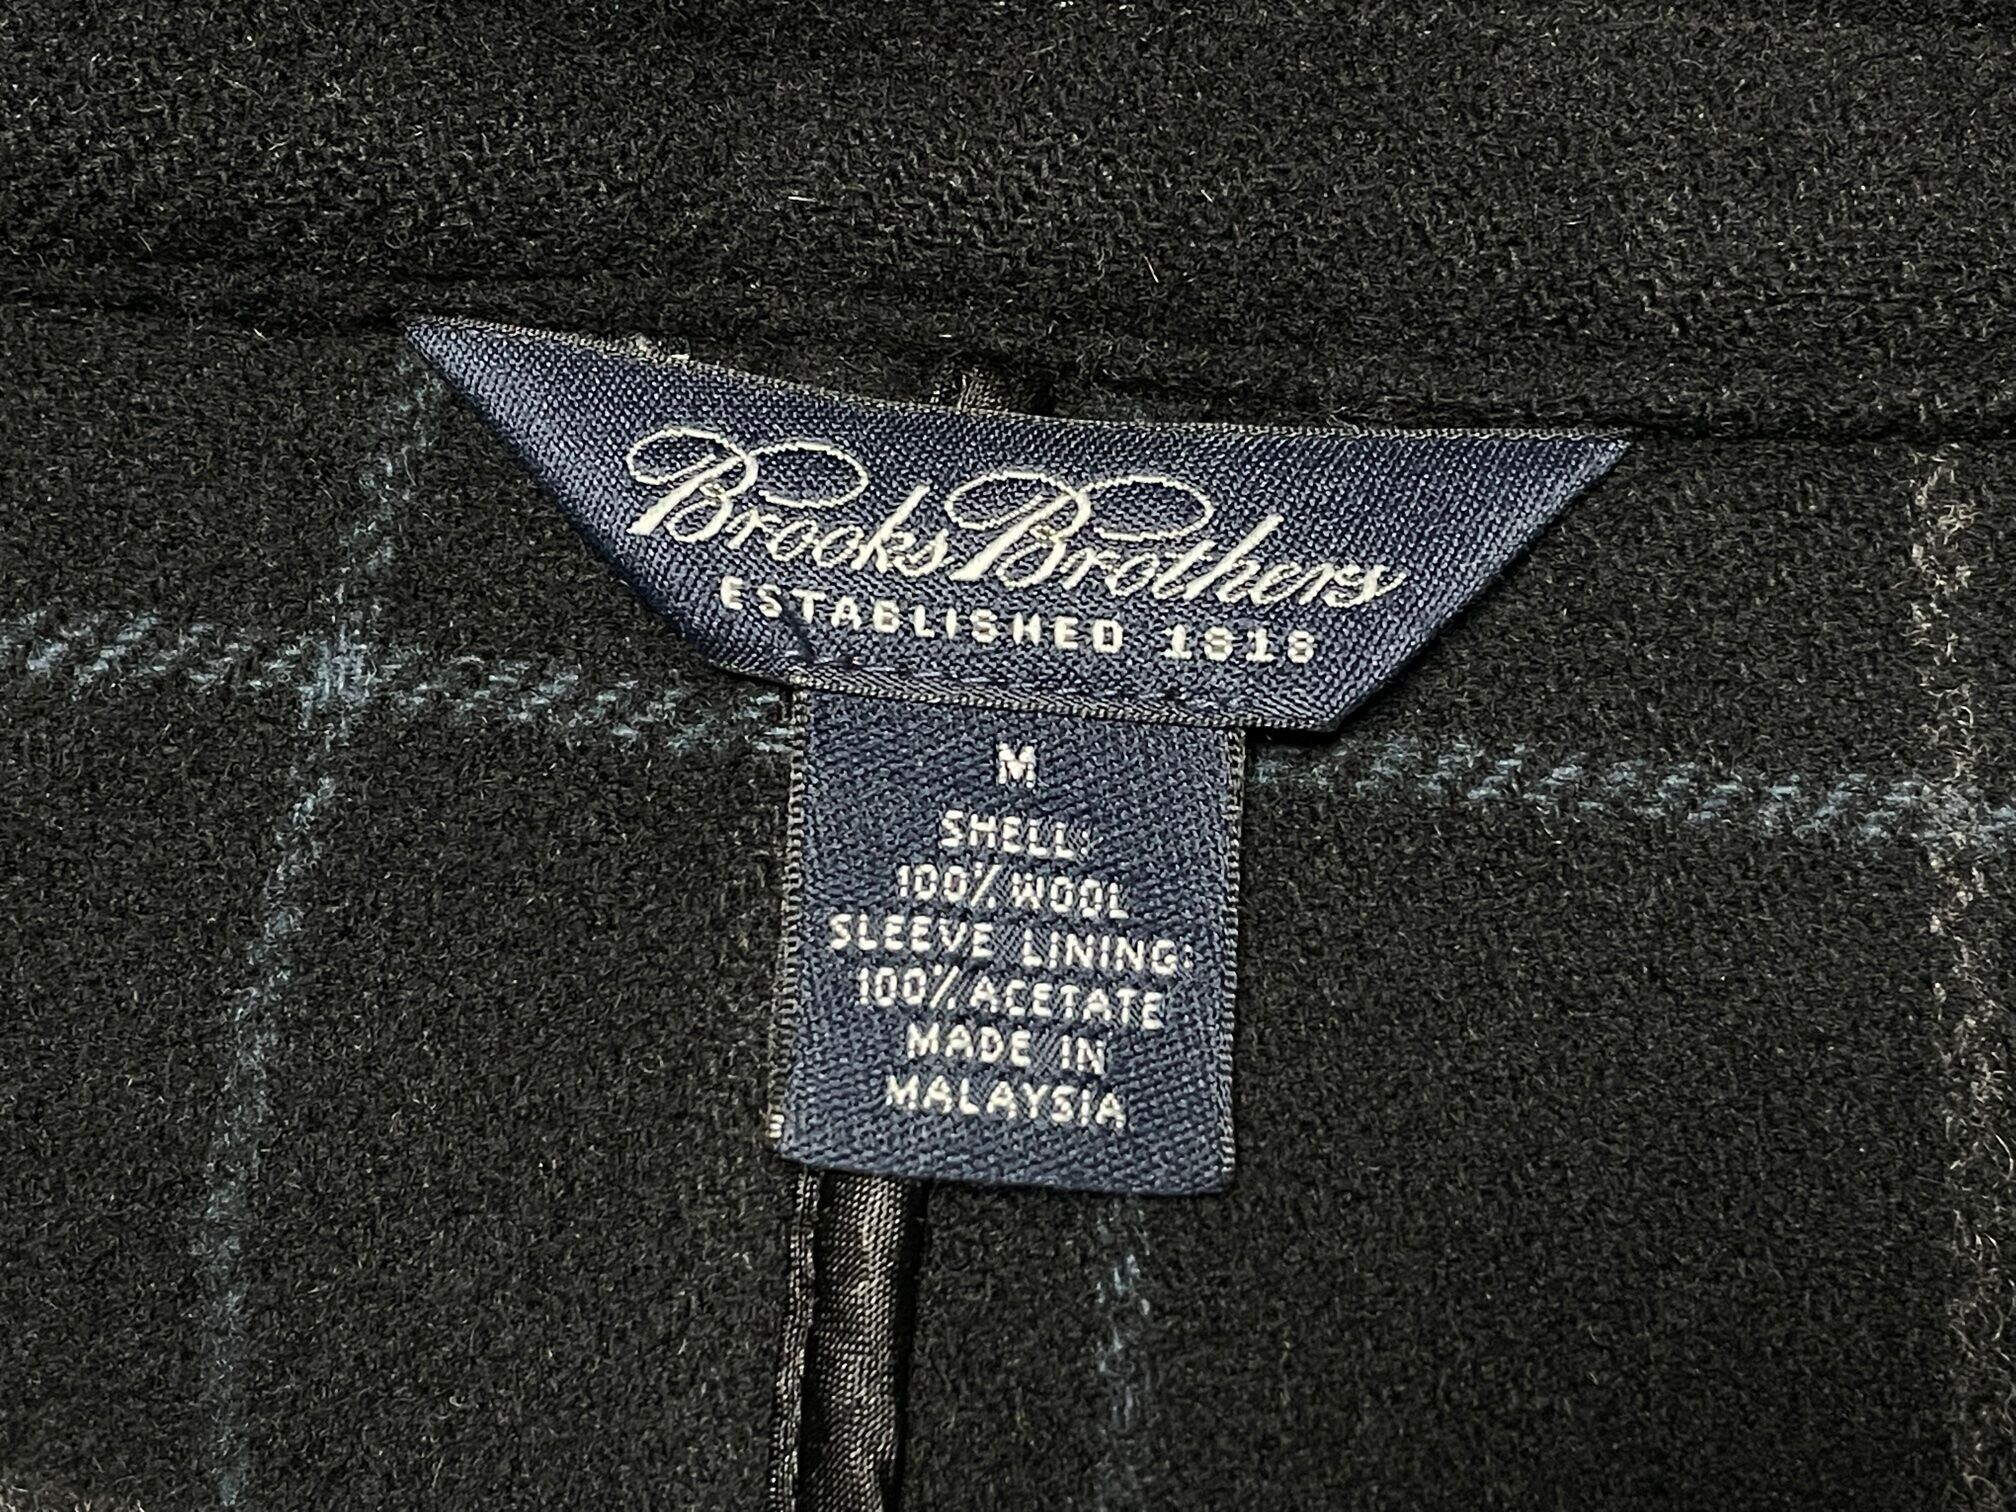 Brooks Brothers
ESTABLISHED 1818
M
SHELL:
100% WOOL
SLEEVE LINING:
100% ACETATE
MADE IN
MALAYSIA